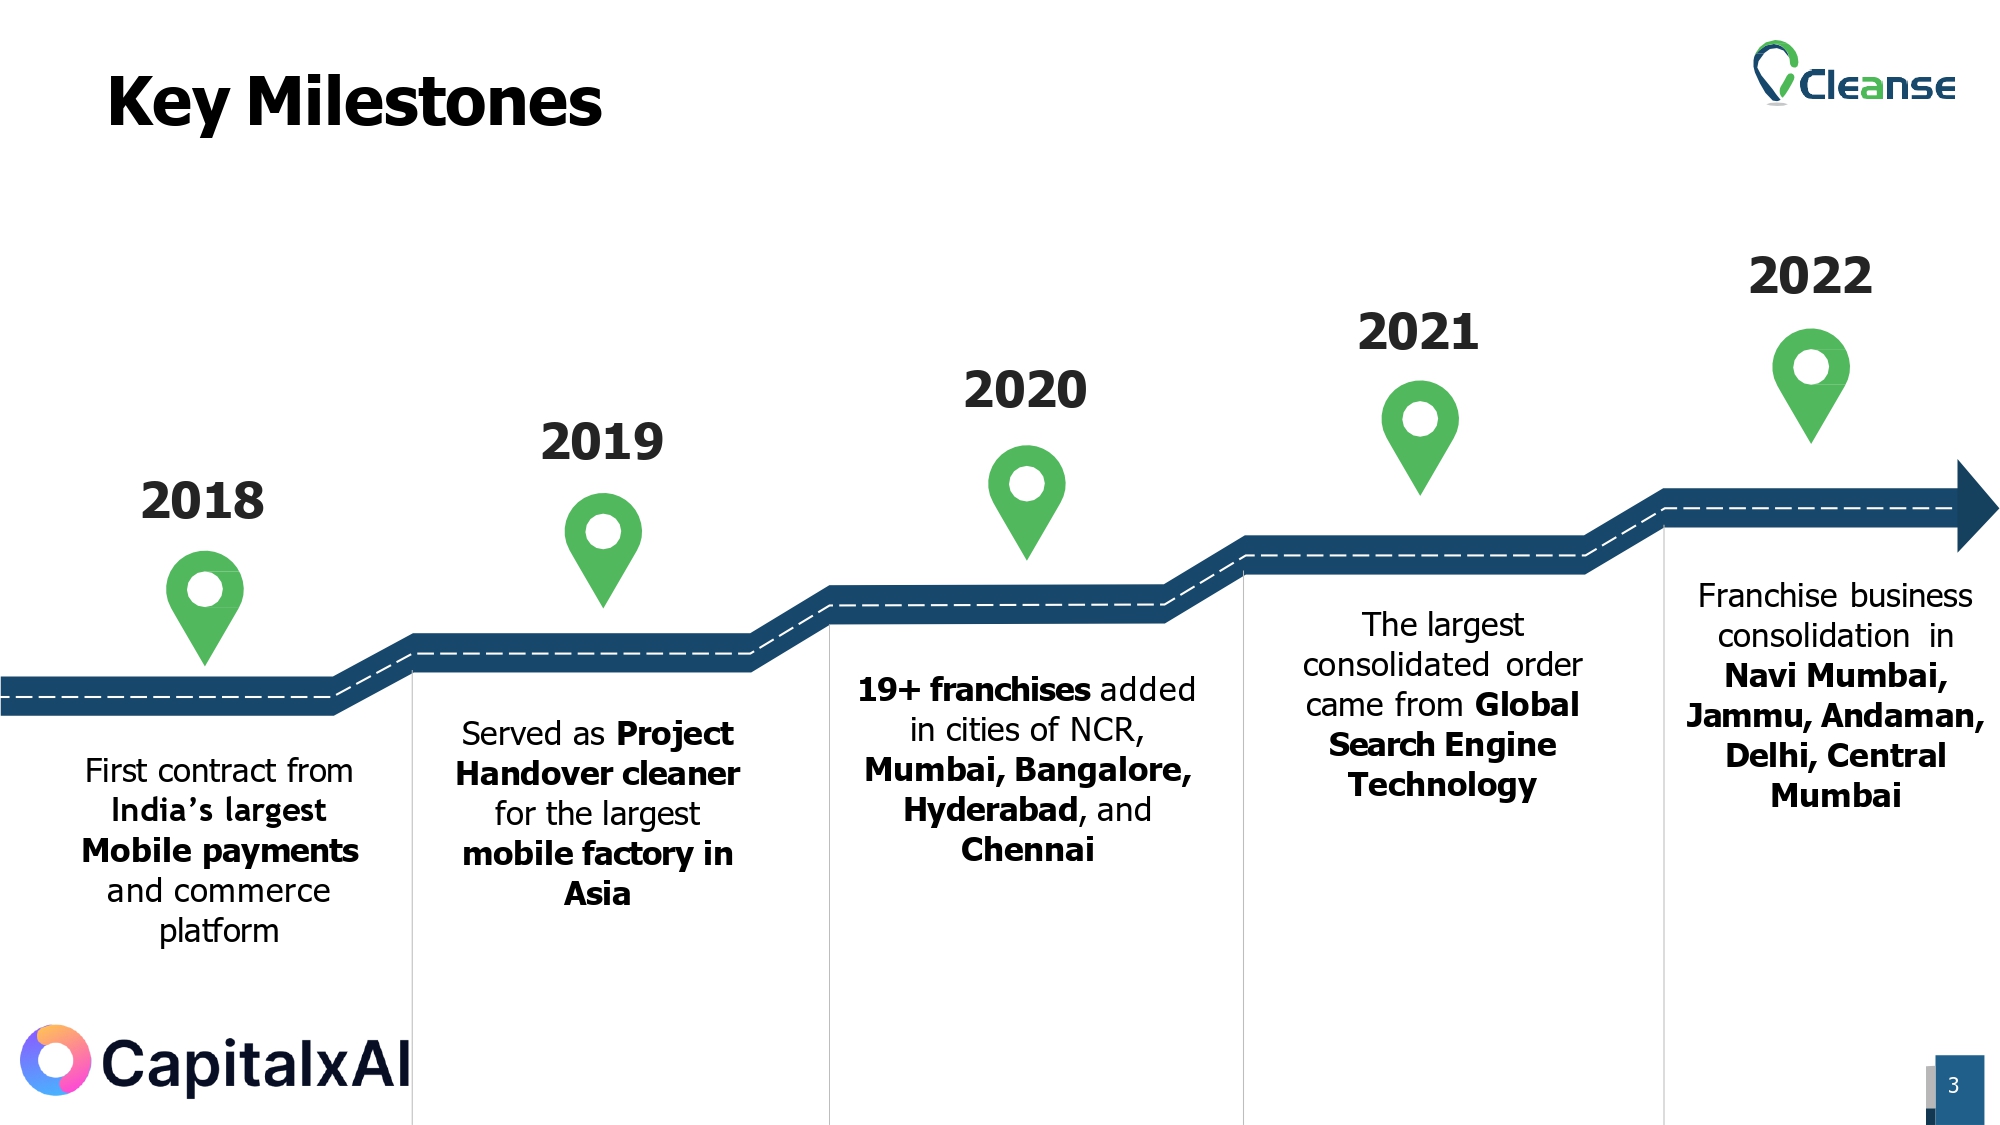 Key Milestones
Cleanse
2018
First contract from
India’s largest
Mobile payments
and commerce
platform
2019
Served as Project
Handover cleaner
for the largest
mobile factory in
Asia
2020
19+ franchises added
in cities of NCR,
Mumbai, Bangalore,
Hyderabad, and
Chennai
2021
The largest
consolidated order
came from Global
Search Engine
Technology
2022
Franchise business
consolidation in
Navi Mumbai,
Jammu, Andaman,
Delhi, Central
Mumbai
CapitalxAI
3